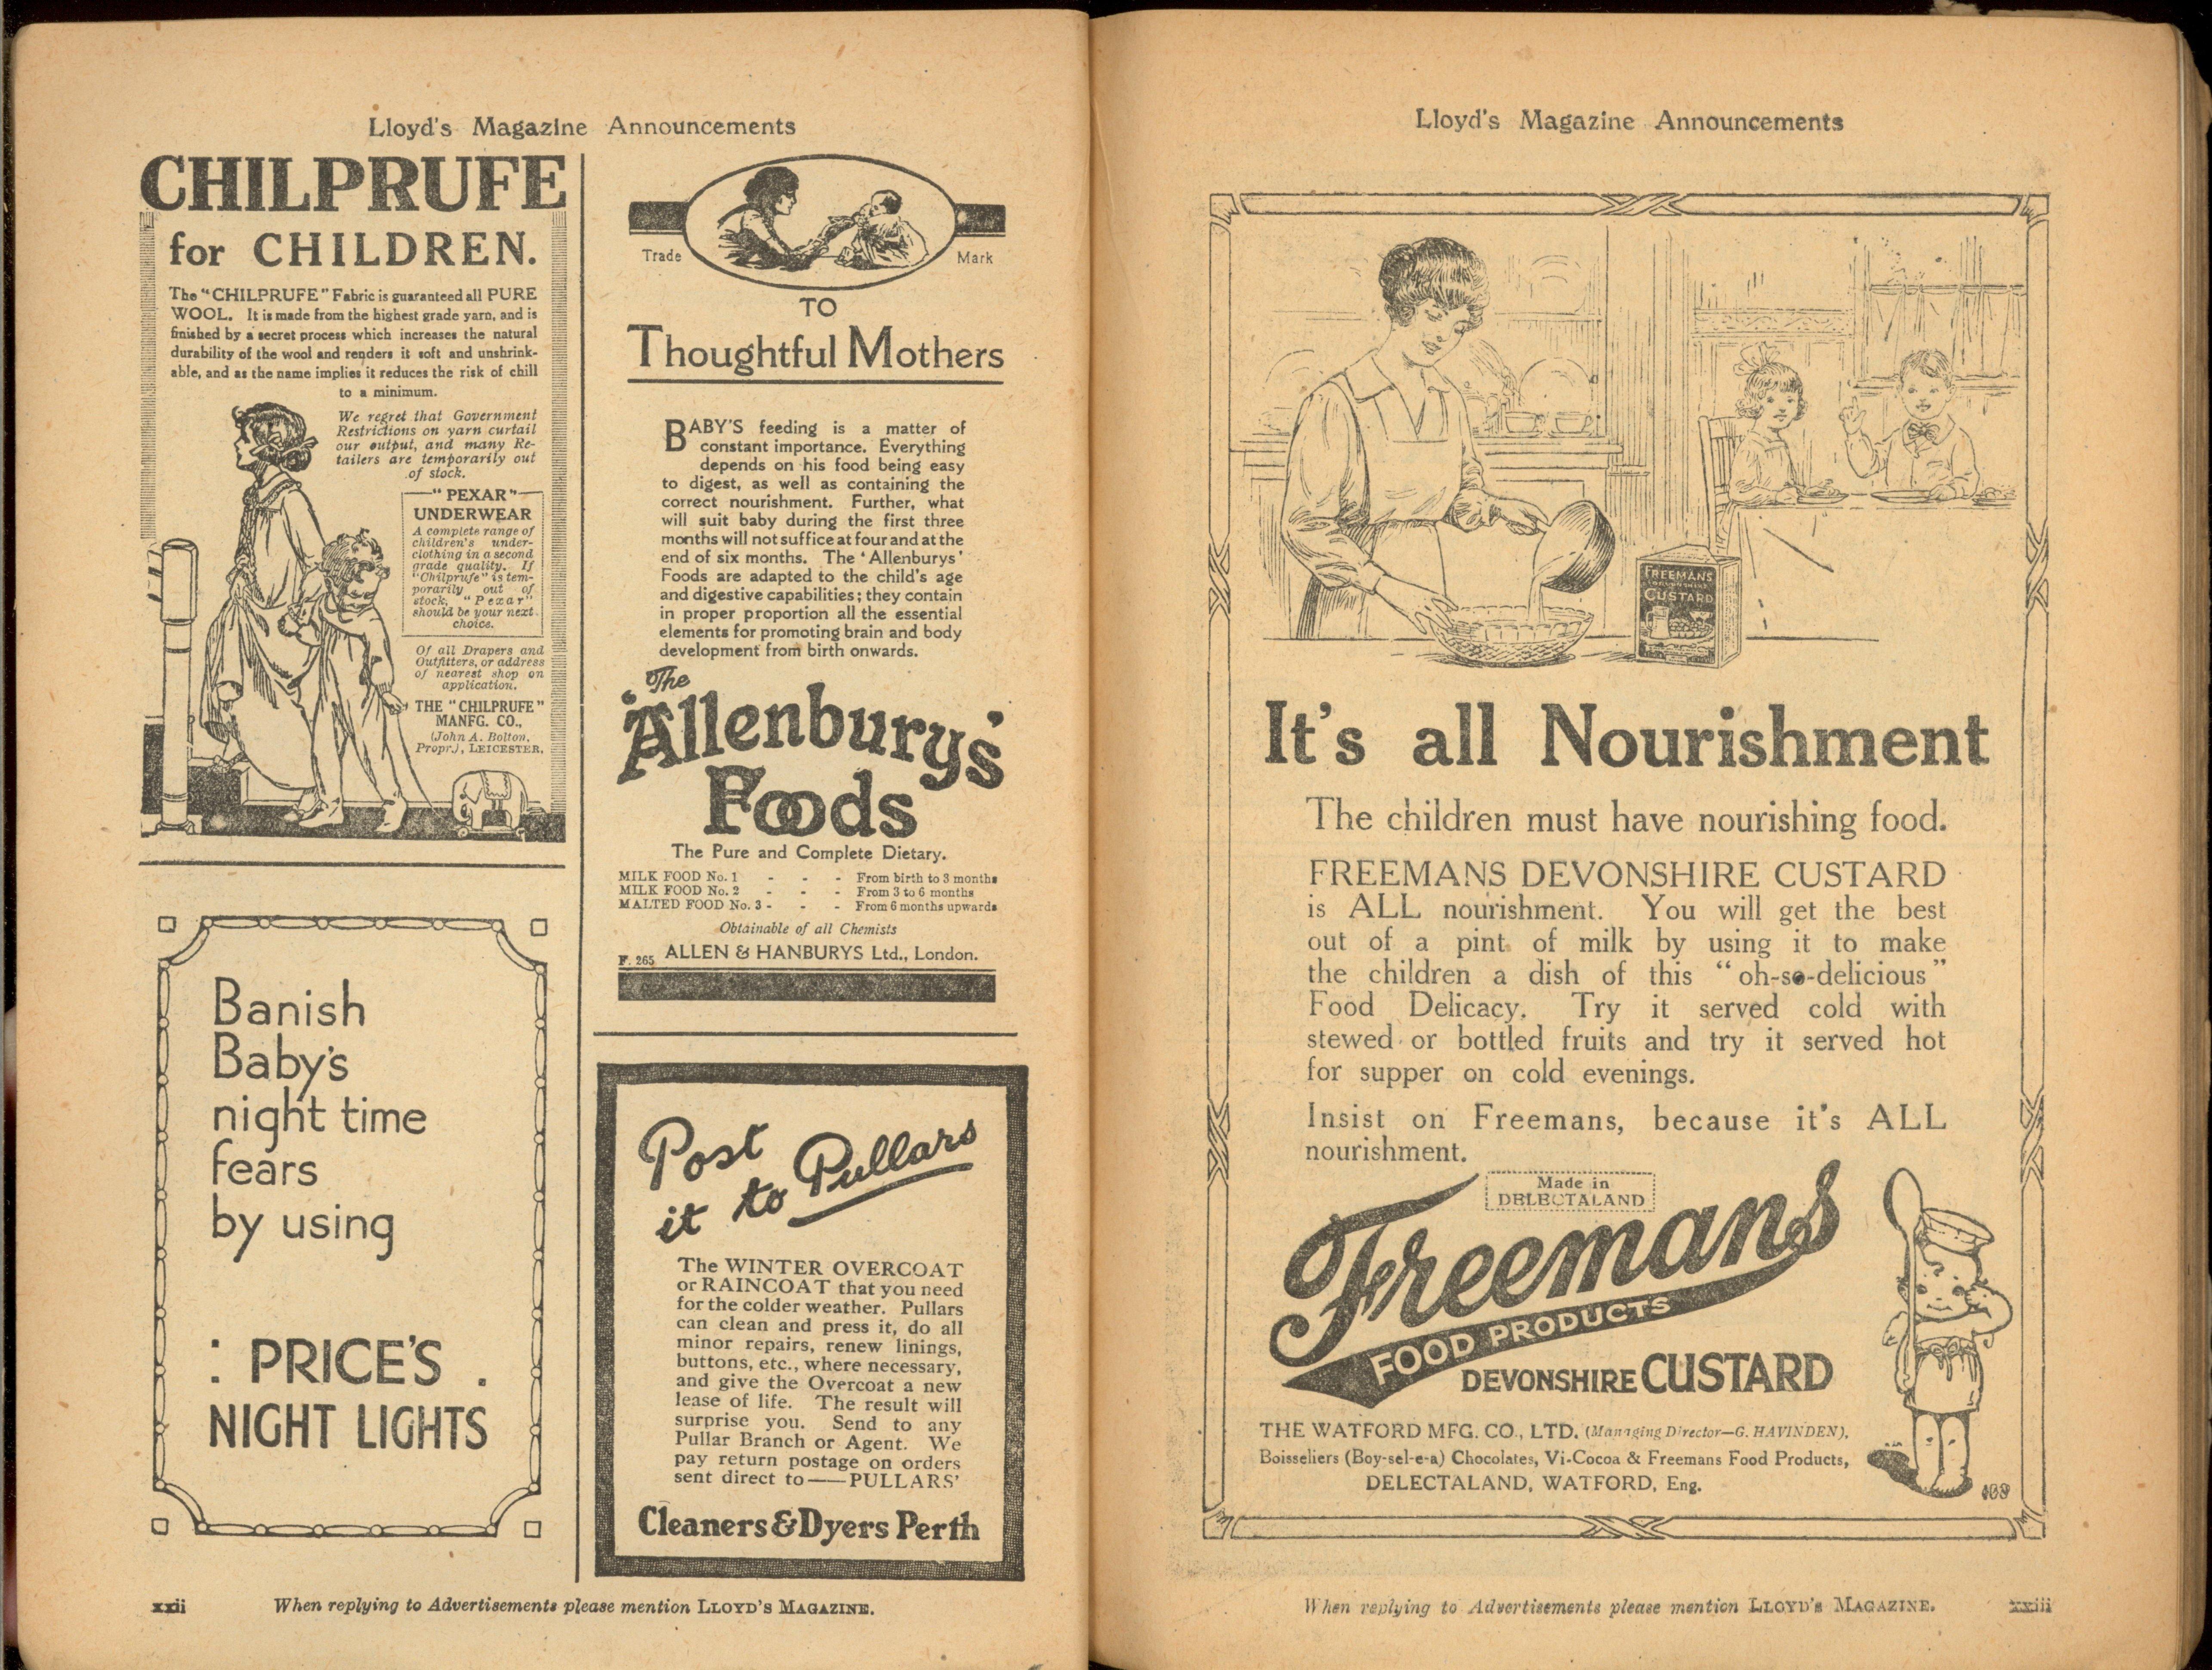 Lloyd's Magazine Announcements
CHILPRUFE
for CHILDREN.
The "CHILPRUFE" Fabric is guaranteed all PURE
WOOL. It is made from the highest grade yarn, and is
finished by a secret process which increases the natural
durability of the wool and renders it soft and unshrink-
able, and as the name implies it reduces the risk of chill
to a minimum.
We regret that Government
Restrictions on yarn curtail
our output, and many Re-
tailers are temporarily out
of stock.
"PEXAR"
UNDERWEAR
A complete range of
children's under-
clothing in a second
grade quality. If
"Chilprufe" is tem-
porarily out of
stock, "Pexar"
should be your next
choice.
Of all Drapers and
Outfitters, or address
of nearest shop on
application.
THE "CHILPRUFE"
MANFG. CO.,
(John A. Bolton,
Propr.), LEICESTER.
Banish
Baby's
night time
fears
by using
: PRICE'S .
NIGHT LIGHTS
Trade Mark
TO
Thoughtful Mothers
BABY'S feeding is a matter of
constant importance. Everything
depends on his food being easy
to digest, as well as containing the
correct nourishment. Further, what
will suit baby during the first three
months will not suffice at four and at the
end of six months. The 'Allenburys'
Foods are adapted to the child's age
and digestive capabilities; they contain
in proper proportion all the essential
elements for promoting brain and body
development from birth onwards.
The
'Allenburys'
Foods
The Pure and Complete Dietary.
MILK FOOD No. 1 - - - From birth to 3 months
MILK FOOD No. 2 - - - From 3 to 6 months
MALTED FOOD No. 3 - - - From 6 months upwards
Obtainable of all Chemists
F. 265 ALLEN & HANBURYS Ltd., London.
Post
it to Pullars
The WINTER OVERCOAT
or RAINCOAT that you need
for the colder weather. Pullars
can clean and press it, do all
minor repairs, renew linings,
buttons, etc., where necessary,
and give the Overcoat a new
lease of life. The result will
surprise you. Send to any
Pullar Branch or Agent. We
pay return postage on orders
sent direct to——PULLARS'
Cleaners & Dyers Perth
xxii When replying to Advertisements please mention LLOYD'S MAGAZINE.
Lloyd's Magazine Announcements
FREEMANS
DEVONSHIRE
CUSTARD
It's all Nourishment
The children must have nourishing food.
FREEMANS DEVONSHIRE CUSTARD
is ALL nourishment. You will get the best
out of a pint of milk by using it to make
the children a dish of this "oh-so-delicious"
Food Delicacy. Try it served cold with
stewed or bottled fruits and try it served hot
for supper on cold evenings.
Insist on Freemans, because it's ALL
nourishment.
Made in
DELECTALAND
Freemans
FOOD PRODUCTS
DEVONSHIRE CUSTARD
THE WATFORD MFG. CO., LTD. (Managing Director—G. HAVINDEN).
Boisseliers (Boy-sel-e-a) Chocolates, Vi-Cocoa & Freemans Food Products,
DELECTALAND, WATFORD, Eng.
When replying to Advertisements please mention LLOYD'S MAGAZINE. xxiii